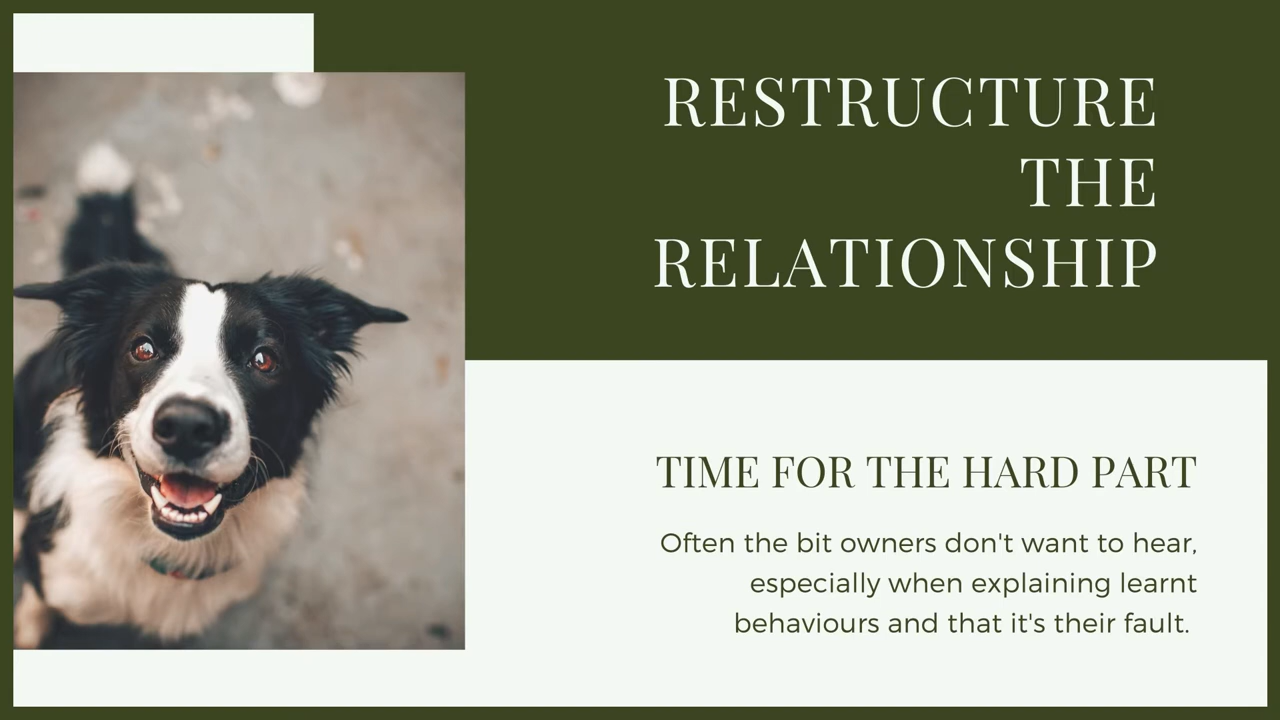 RESTRUCTURE
THE
RELATIONSHIP
TIME FOR THE HARD PART
Often the bit owners don't want to hear,
especially when explaining learnt
behaviours and that it's their fault.